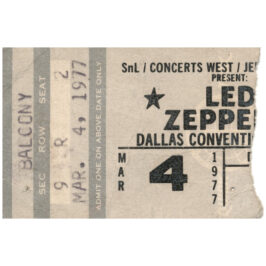 SnL / CONCERTS WEST / JE
PRESENT:
★ LED
ZEPPE
DALLAS CONVENTI
MAR 4 1977 D
BALCONY 9 R 2 MAR. 4, 1977
SEC ROW SEAT ADMIT ONE ON ABOVE DATE ONLY